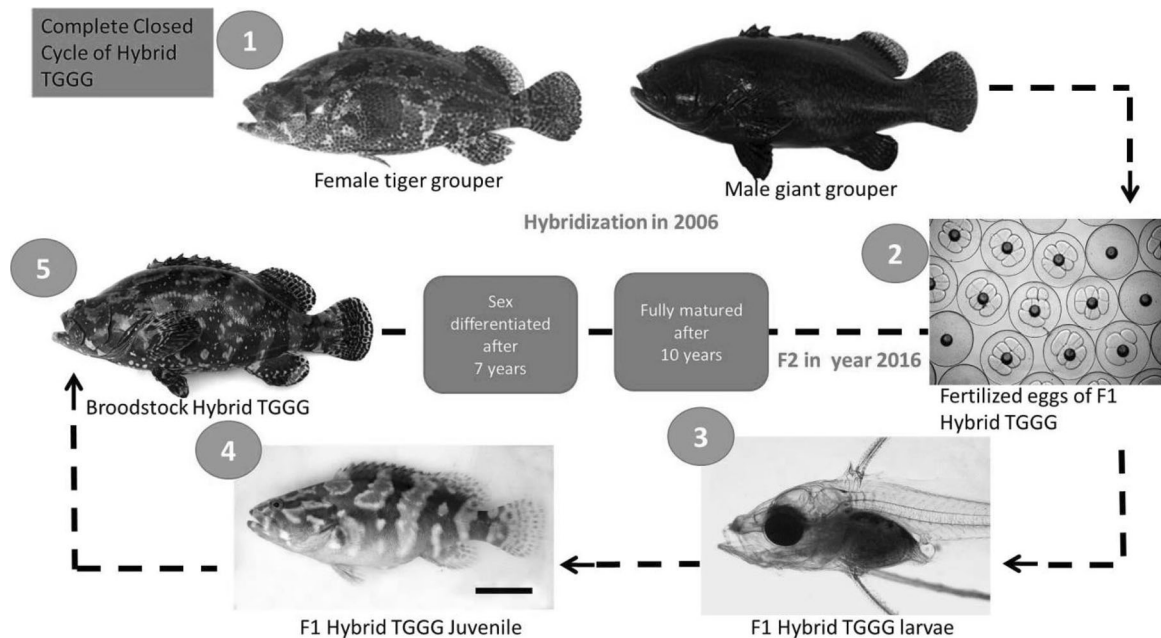 Complete Closed
Cycle of Hybrid
TGGG
1
Female tiger grouper
Male giant grouper
Hybridization in 2006
2
5
Sex
differentiated
after
7 years
Fully matured
after
10 years
F2 in  year 2016
Broodstock Hybrid TGGG
Fertilized eggs of F1
Hybrid TGGG
4
3
F1 Hybrid TGGG Juvenile
F1 Hybrid TGGG larvae